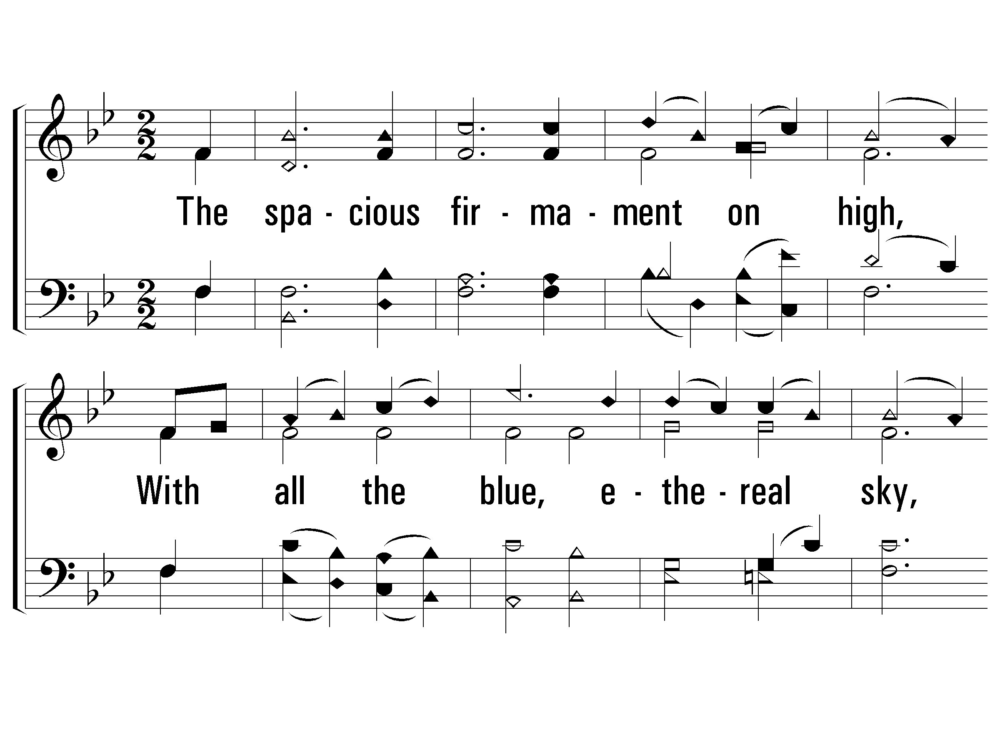 The spa - cious fir - ma - ment on high,
With all the blue, e - the - real sky,